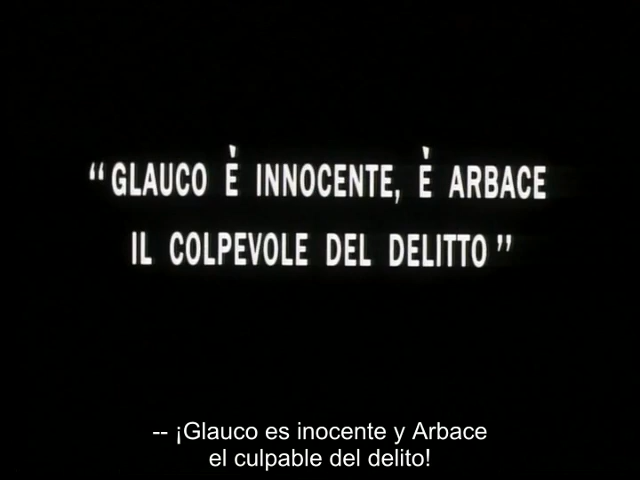 “GLAUCO È INNOCENTE, È ARBACE
IL COLPEVOLE DEL DELITTO”
-- ¡Glauco es inocente y Arbace
el culpable del delito!